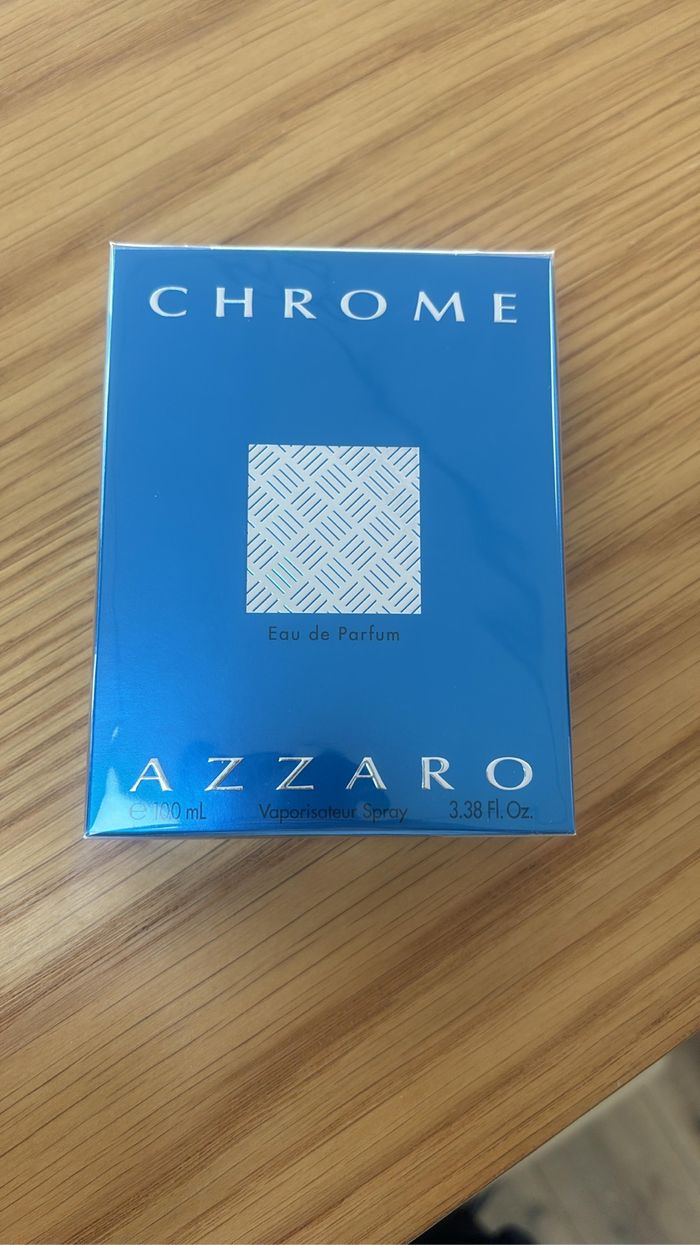 CHROME
Eau de Parfum
AZZARO
℮ 100 mL Vaporisateur Spray 3.38 Fl. Oz.